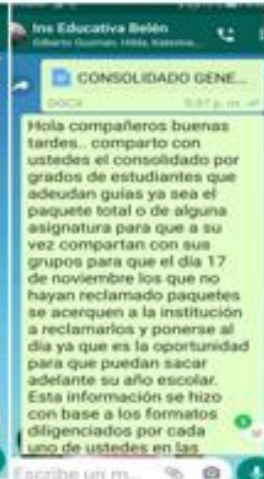 Ins Educativa Belén
Gilberto Guzman, Hilda, Katerine,...
CONSOLIDADO GENE...
DOCX
5:57 p. m.
Hola compañeros buenas
tardes.. comparto con
ustedes el consolidado por
grados de estudiantes que
adeudan guías ya sea el
paquete total o de alguna
asignatura para que a su
vez compartan con sus
grupos para que el día 17
de noviembre los que no
hayan reclamado paquetes
se acerquen a la institución
a reclamarlos y ponerse al
día ya que es la oportunidad
para que puedan sacar
adelante su año escolar.
Esta información se hizo
con base a los formatos
diligenciados por cada
uno de ustedes en las
Escribe un m...